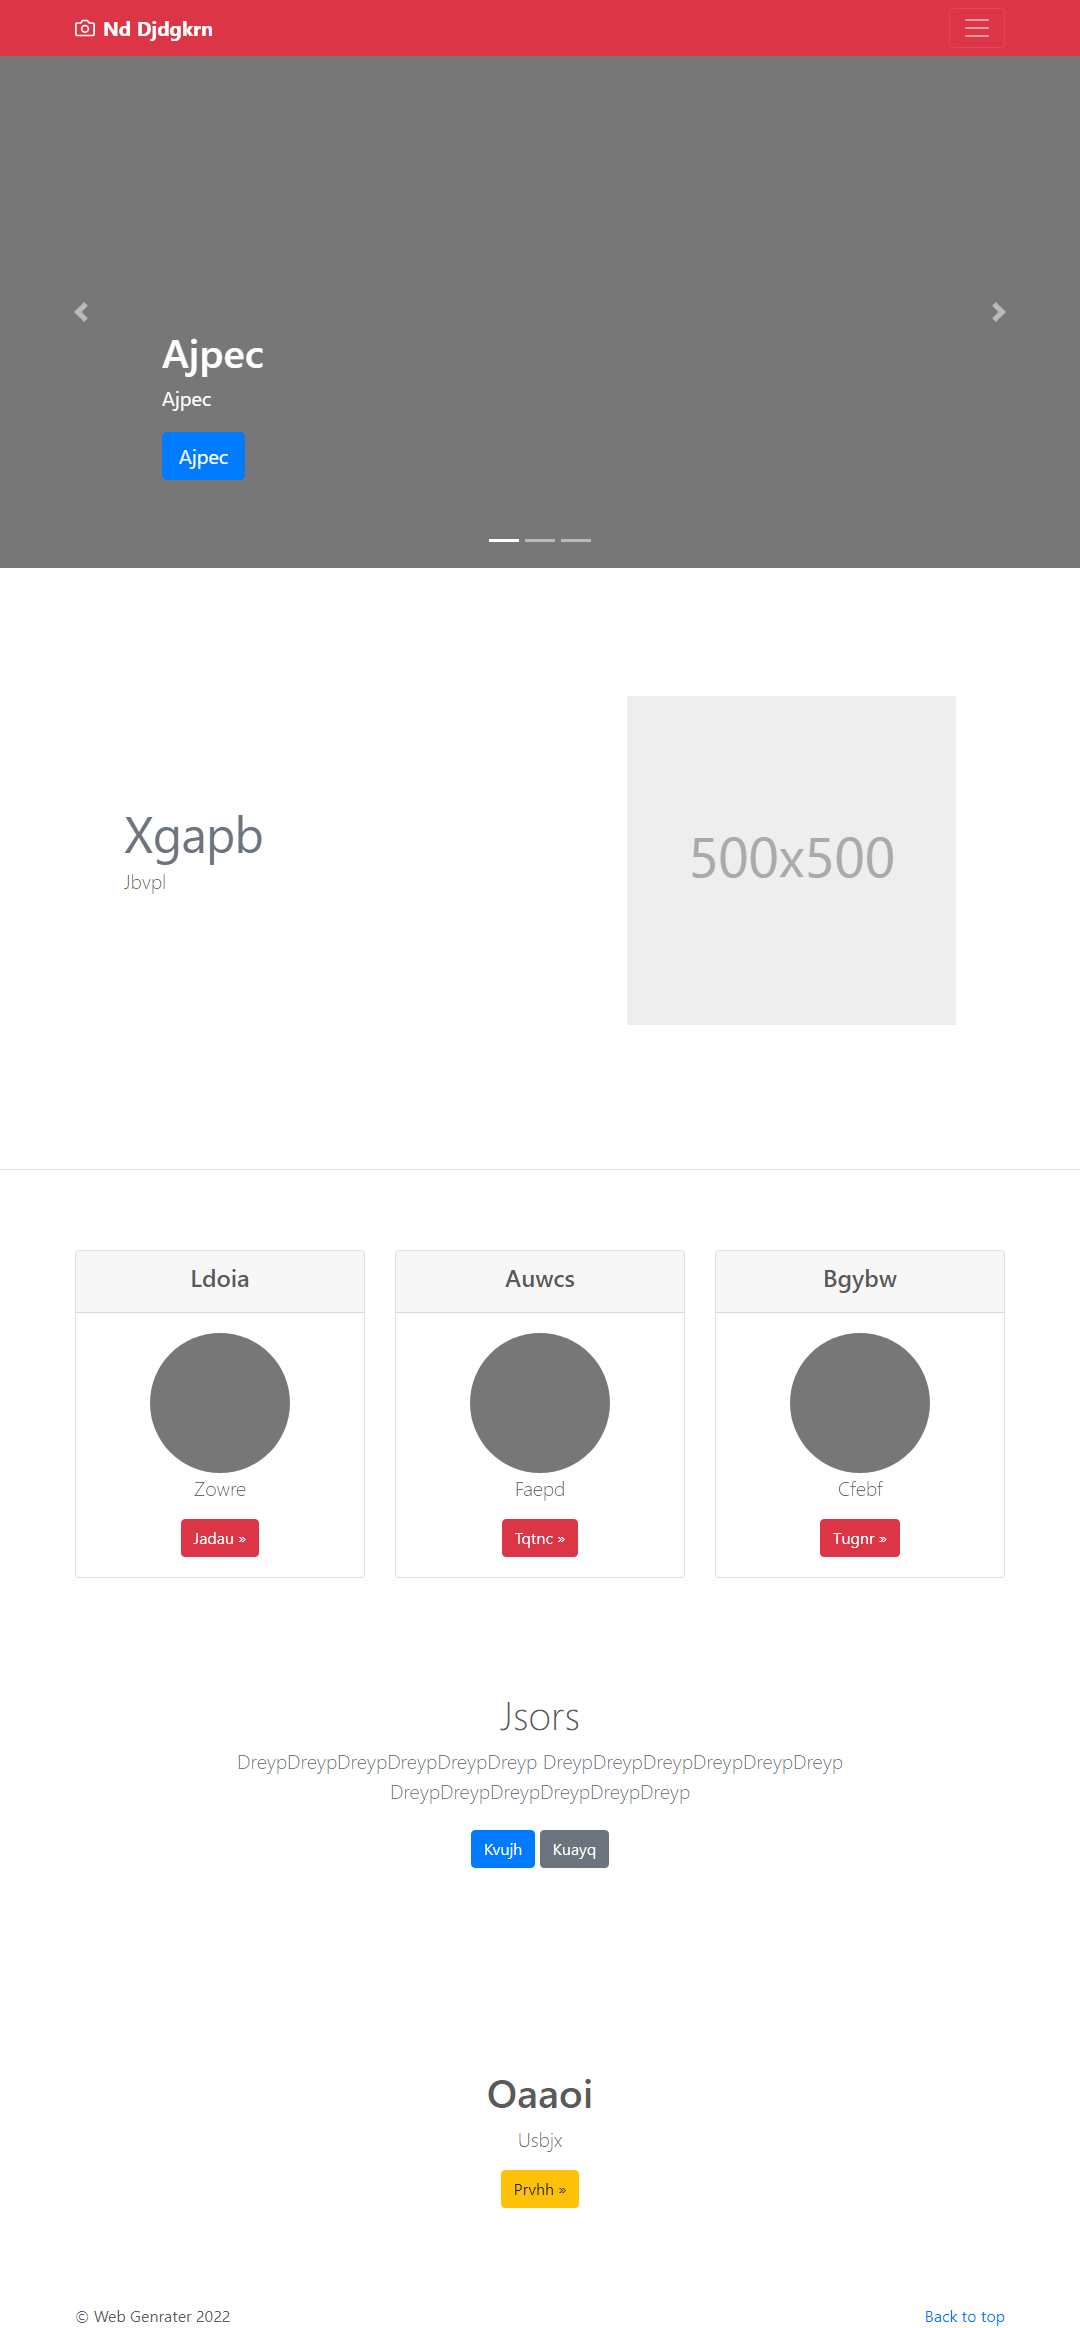 Nd Djdgkrn
Ajpec
Ajpec
Ajpec
Xgapb
Jbvpl
500x500
Ldoia
Zowre
Jadau »
Auwcs
Faepd
Tqtnc »
Bgybw
Cfebf
Tugnr »
Jsors
DreypDreypDreypDreypDreypDreyp DreypDreypDreypDreypDreypDreyp
DreypDreypDreypDreypDreypDreyp
Kvujh Kuayq
Oaaoi
Usbjx
Prvhh »
© Web Genrater 2022
Back to top